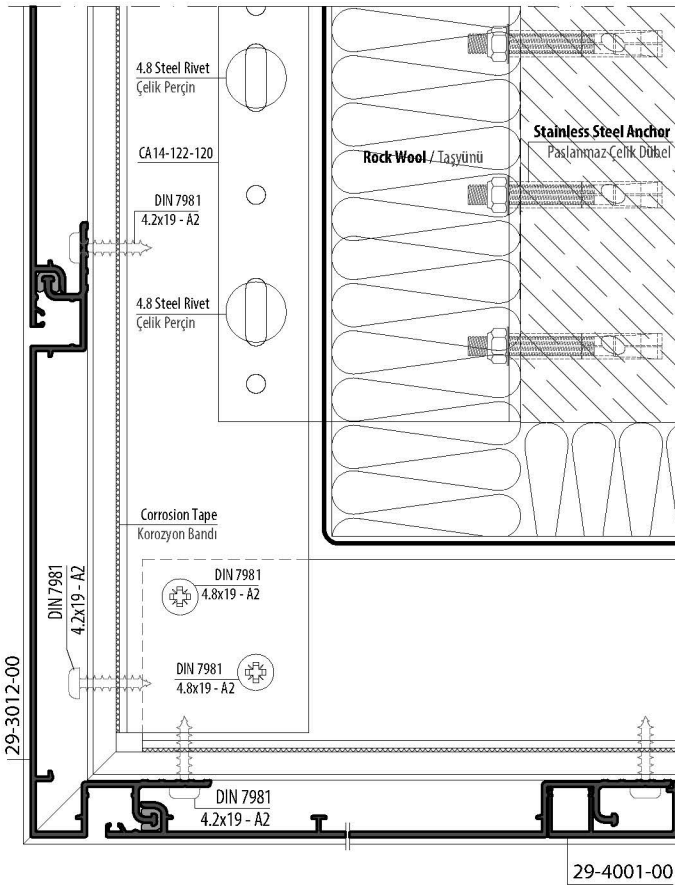 4.8 Steel Rivet
Çelik Perçin
CA14-122-120
DIN 7981
4.2x19 - A2
4.8 Steel Rivet
Çelik Perçin
Rock Wool / Taşyünü
Stainless Steel Anchor
Paslanmaz Çelik Dübel
Corrosion Tape
Korozyon Bandı
DIN 7981
4.8x19 - A2
DIN 7981
4.8x19 - A2
DIN 7981
4.2x19 - A2
29-3012-00
DIN 7981
4.2x19 - A2
29-4001-00